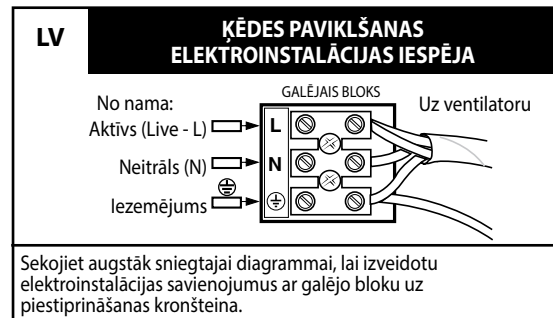 LV
ĶĒDES PAVIKLŠANAS
ELEKTROINSTALĀCIJAS IESPĒJA
GALĒJAIS BLOKS
No nama:
Uz ventilatoru
Aktīvs (Live - L)
L
Neitrāls (N)
N
Iezemējums
Sekojiet augstāk sniegtajai diagrammai, lai izveidotu
elektroinstalācijas savienojumus ar galējo bloku uz
piestiprināšanas kronšteina.